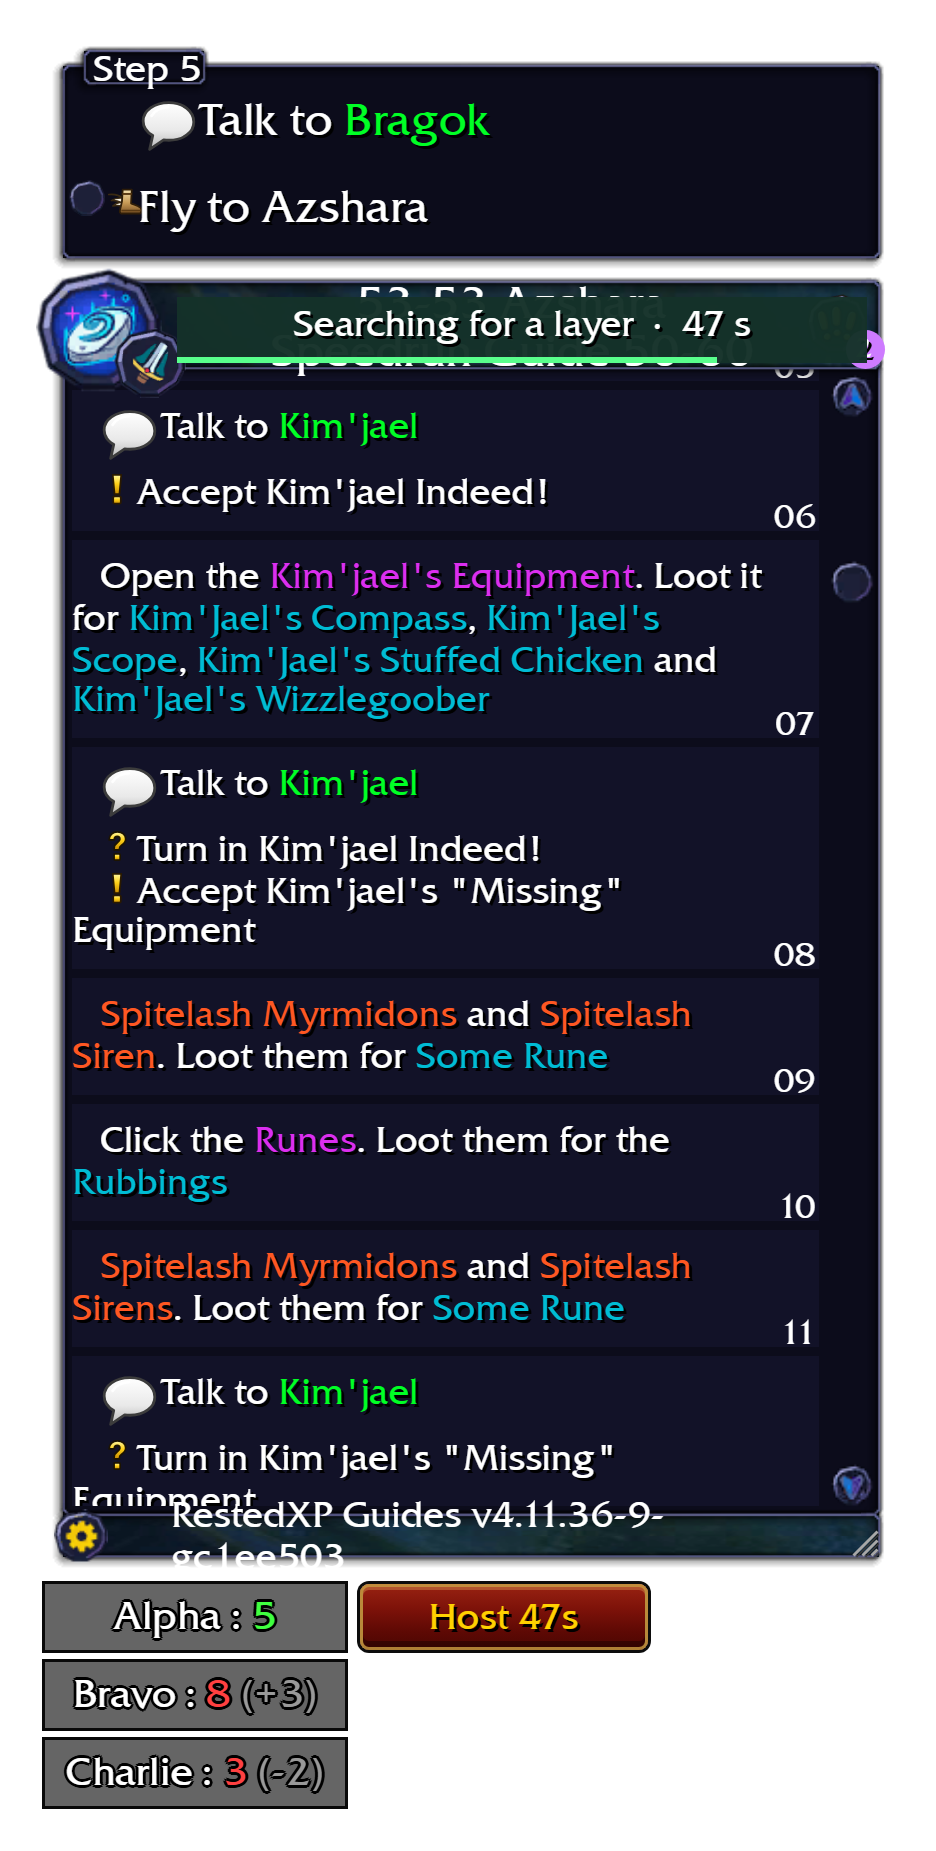 Step 5
Talk to Bragok
Fly to Azshara
Searching for a layer · 47 s
Talk to Kim'jael
! Accept Kim'jael Indeed!
06
Open the Kim'jael's Equipment. Loot it
for Kim'Jael's Compass, Kim'Jael's
Scope, Kim'Jael's Stuffed Chicken and
Kim'Jael's Wizzlegoober
07
Talk to Kim'jael
? Turn in Kim'jael Indeed!
! Accept Kim'jael's "Missing"
Equipment
08
Spitelash Myrmidons and Spitelash
Siren. Loot them for Some Rune
09
Click the Runes. Loot them for the
Rubbings
10
Spitelash Myrmidons and Spitelash
Sirens. Loot them for Some Rune
11
Talk to Kim'jael
? Turn in Kim'jael's "Missing"
Equipment
RestedXP Guides v4.11.36-9-
gc1ee503
Alpha : 5
Host 47s
Bravo : 8 (+3)
Charlie : 3 (-2)